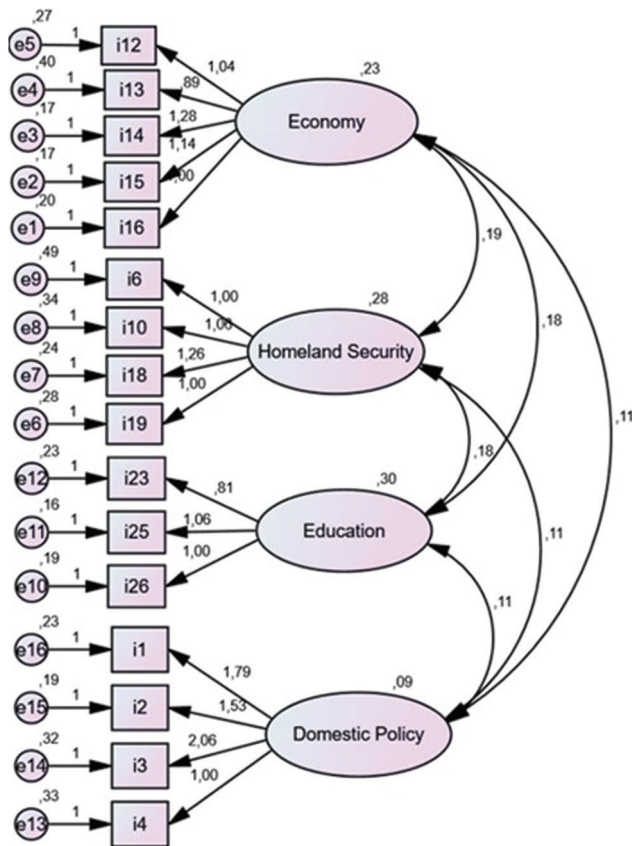 ,27
e5 1 i12
,40
e4 1 i13
,17
e3 1 i14
,17
e2 1 i15
,20
e1 1 i16
1,04
,89
1,28
1,14
,23
Economy
,49
e9 1 i6
,34
e8 1 i10
,24
e7 1 i18
,28
e6 1 i19
1,00
1,26
1,00
,28
Homeland Security
,23
e12 1 i23
,16
e11 1 i25
,19
e10 1 i26
,81
1,06
1,00
,30
Education
,23
e16 1 i1
,19
e15 1 i2
,32
e14 1 i3
,33
e13 1 i4
1,79
1,53
2,06
1,00
,09
Domestic Policy
,19
,18
,11
,18
,11
,11